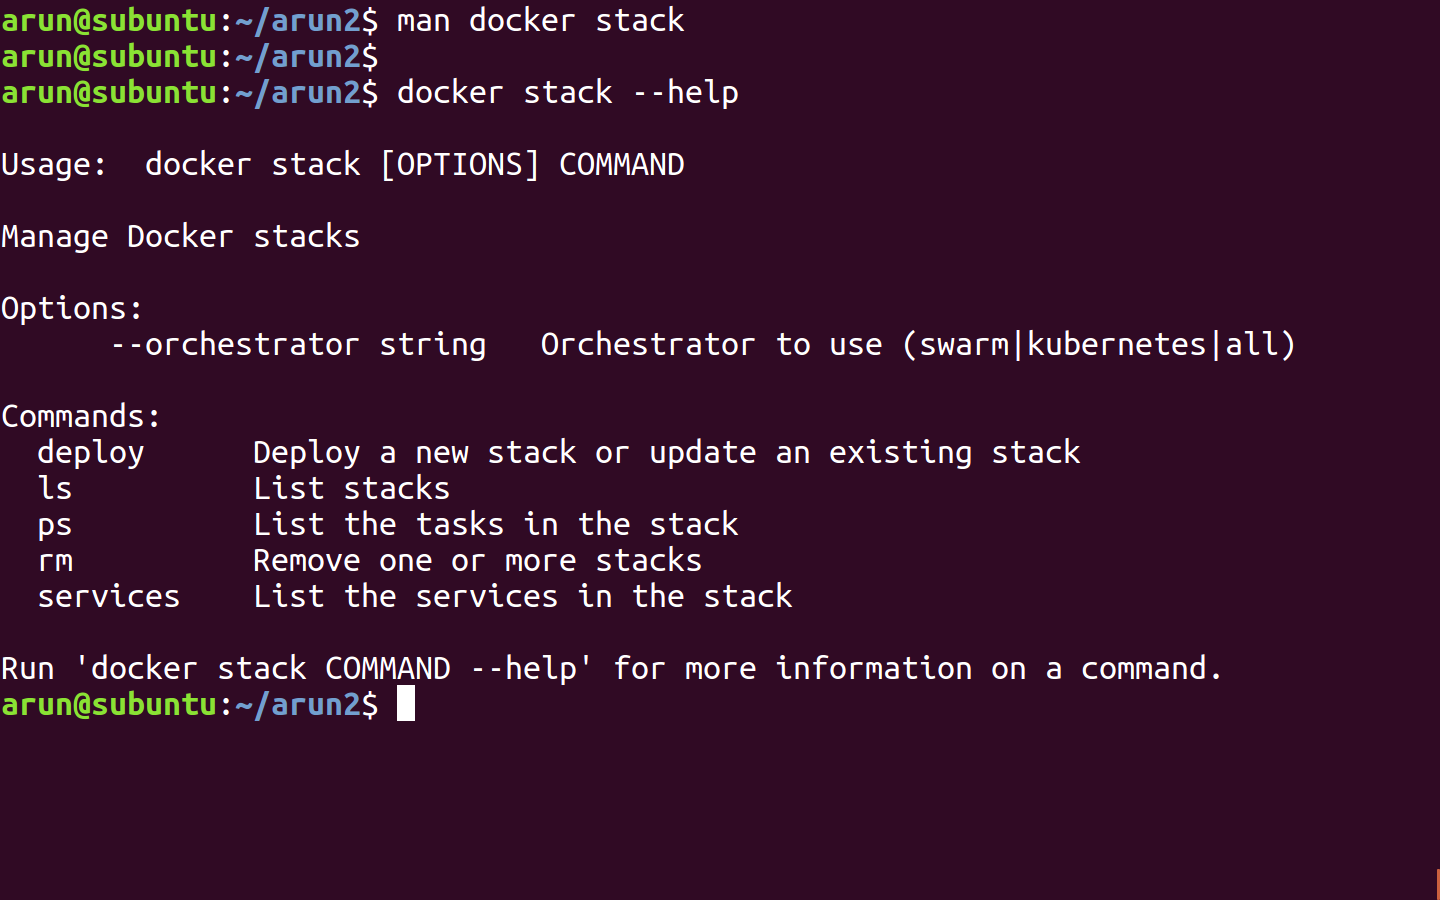 arun@subuntu:~/arun2$ man docker stack
arun@subuntu:~/arun2$
arun@subuntu:~/arun2$ docker stack --help
Usage:  docker stack [OPTIONS] COMMAND
Manage Docker stacks
Options:
      --orchestrator string   Orchestrator to use (swarm|kubernetes|all)
Commands:
  deploy      Deploy a new stack or update an existing stack
  ls          List stacks
  ps          List the tasks in the stack
  rm          Remove one or more stacks
  services    List the services in the stack
Run 'docker stack COMMAND --help' for more information on a command.
arun@subuntu:~/arun2$